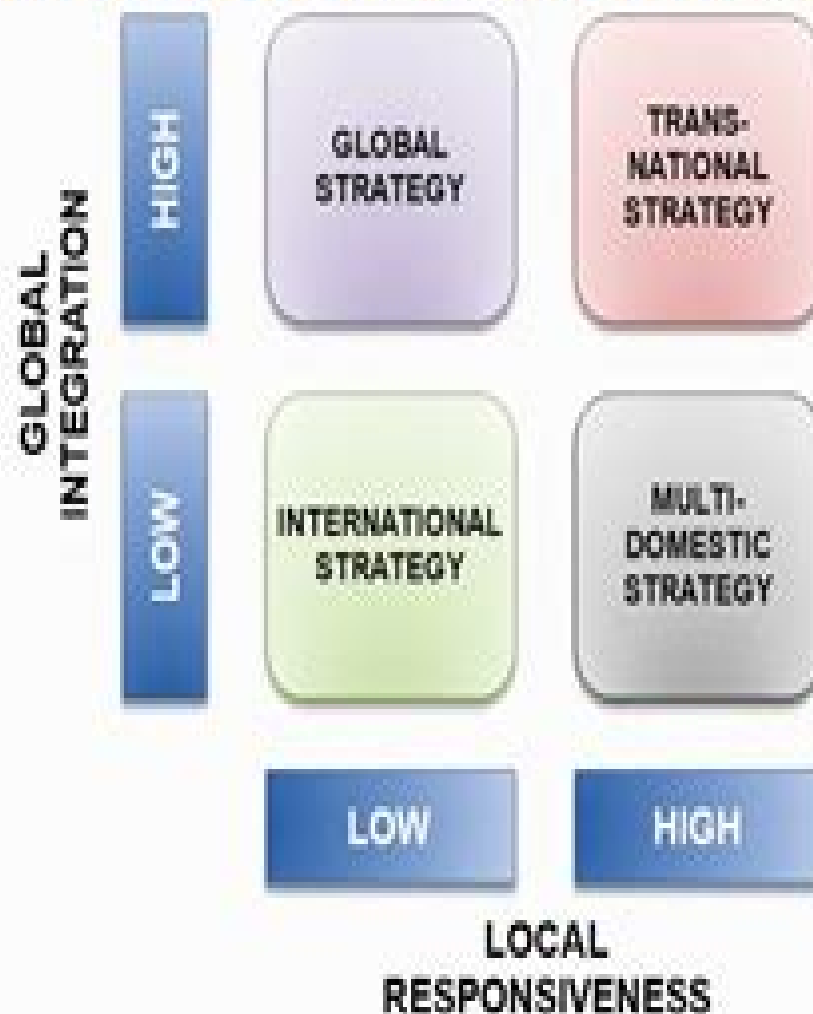 GLOBAL
INTEGRATION
HIGH
GLOBAL
STRATEGY
TRANS-
NATIONAL
STRATEGY
LOW
INTERNATIONAL
STRATEGY
MULTI-
DOMESTIC
STRATEGY
LOW
HIGH
LOCAL
RESPONSIVENESS